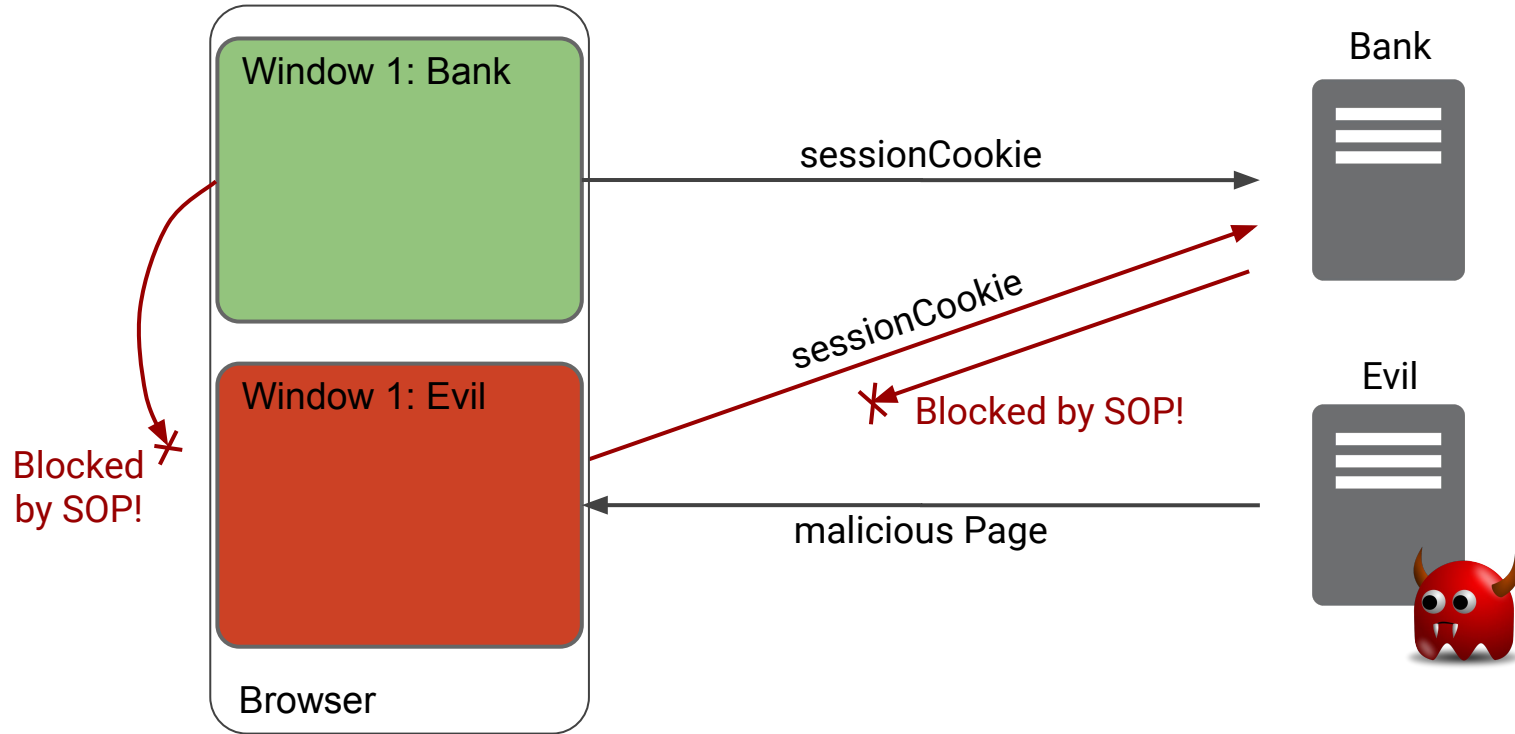 Window 1: Bank
Bank
sessionCookie
sessionCookie
Window 1: Evil
Evil
Blocked by SOP!
Blocked
by SOP!
malicious Page
Browser